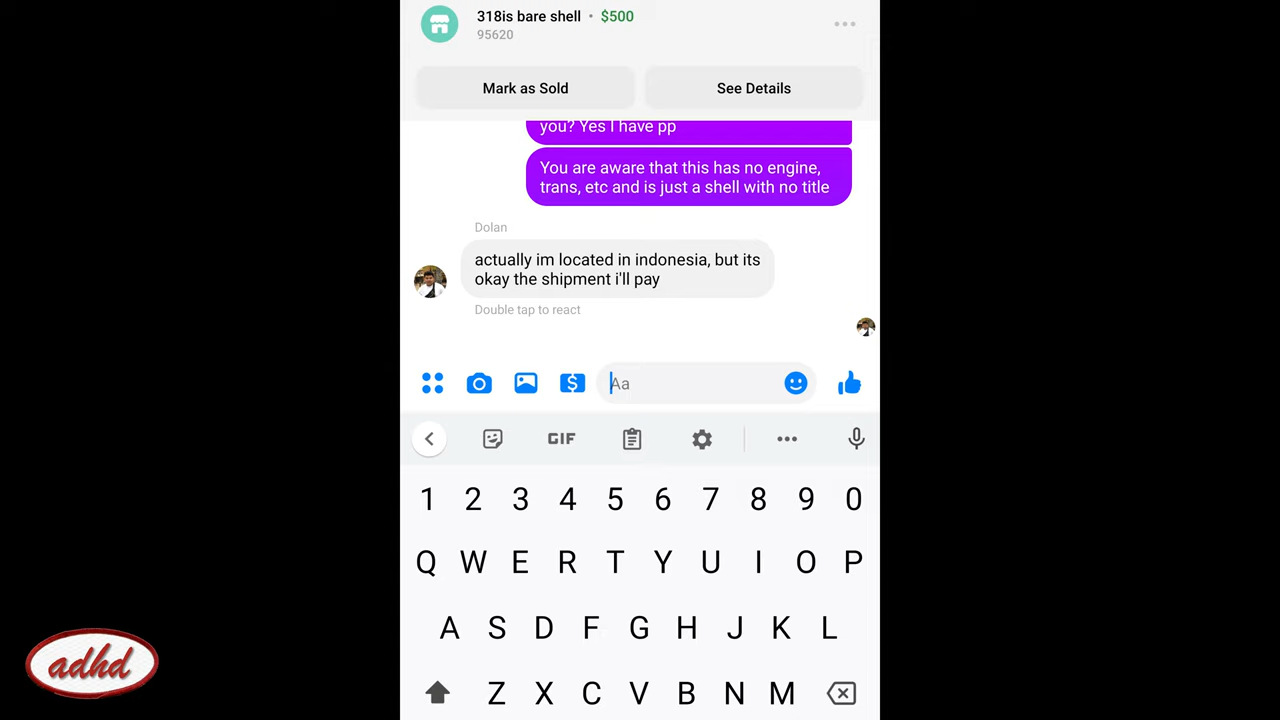 318is bare shell • $500
95620
Mark as Sold
See Details
you? Yes I have pp
You are aware that this has no engine,
trans, etc and is just a shell with no title
Dolan
actually im located in indonesia, but its
okay the shipment i'll pay
Double tap to react
Aa
GIF
1 2 3 4 5 6 7 8 9 0
Q W E R T Y U I O P
A S D F G H J K L
Z X C V B N M
adhd